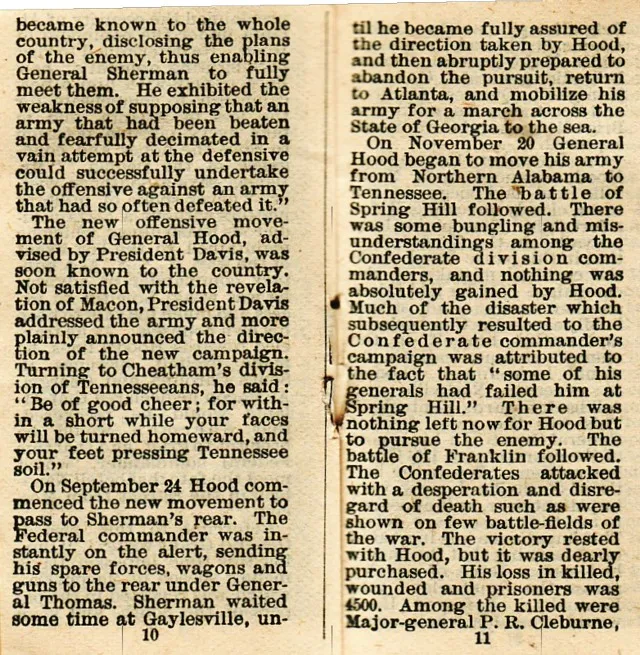 became known to the whole
country, disclosing the plans
of the enemy, thus enabling
General Sherman to fully
meet them. He exhibited the
weakness of supposing that an
army that had been beaten
and fearfully decimated in a
vain attempt at the defensive
could successfully undertake
the offensive against an army
that had so often defeated it."
The new offensive move-
ment of General Hood, ad-
vised by President Davis, was
soon known to the country.
Not satisfied with the revela-
tion of Macon, President Davis
addressed the army and more
plainly announced the direc-
tion of the new campaign.
Turning to Cheatham's divis-
ion of Tennesseeans, he said:
"Be of good cheer; for with-
in a short while your faces
will be turned homeward, and
your feet pressing Tennessee
soil."
On September 24 Hood com-
menced the new movement to
pass to Sherman's rear. The
Federal commander was in-
stantly on the alert, sending
his spare forces, wagons and
guns to the rear under Gener-
al Thomas. Sherman waited
some time at Gaylesville, un-
10
til he became fully assured of
the direction taken by Hood,
and then abruptly prepared to
abandon the pursuit, return
to Atlanta, and mobilize his
army for a march across the
State of Georgia to the sea.
On November 20 General
Hood began to move his army
from Northern Alabama to
Tennessee. The battle of
Spring Hill followed. There
was some bungling and mis-
understandings among the
Confederate division com-
manders, and nothing was
absolutely gained by Hood.
Much of the disaster which
subsequently resulted to the
Confederate commander's
campaign was attributed to
the fact that "some of his
generals had failed him at
Spring Hill." There was
nothing left now for Hood but
to pursue the enemy. The
battle of Franklin followed.
The Confederates attacked
with a desperation and disre-
gard of death such as were
shown on few battle-fields of
the war. The victory rested
with Hood, but it was dearly
purchased. His loss in killed,
wounded and prisoners was
4500. Among the killed were
Major-general P. R. Cleburne,
11